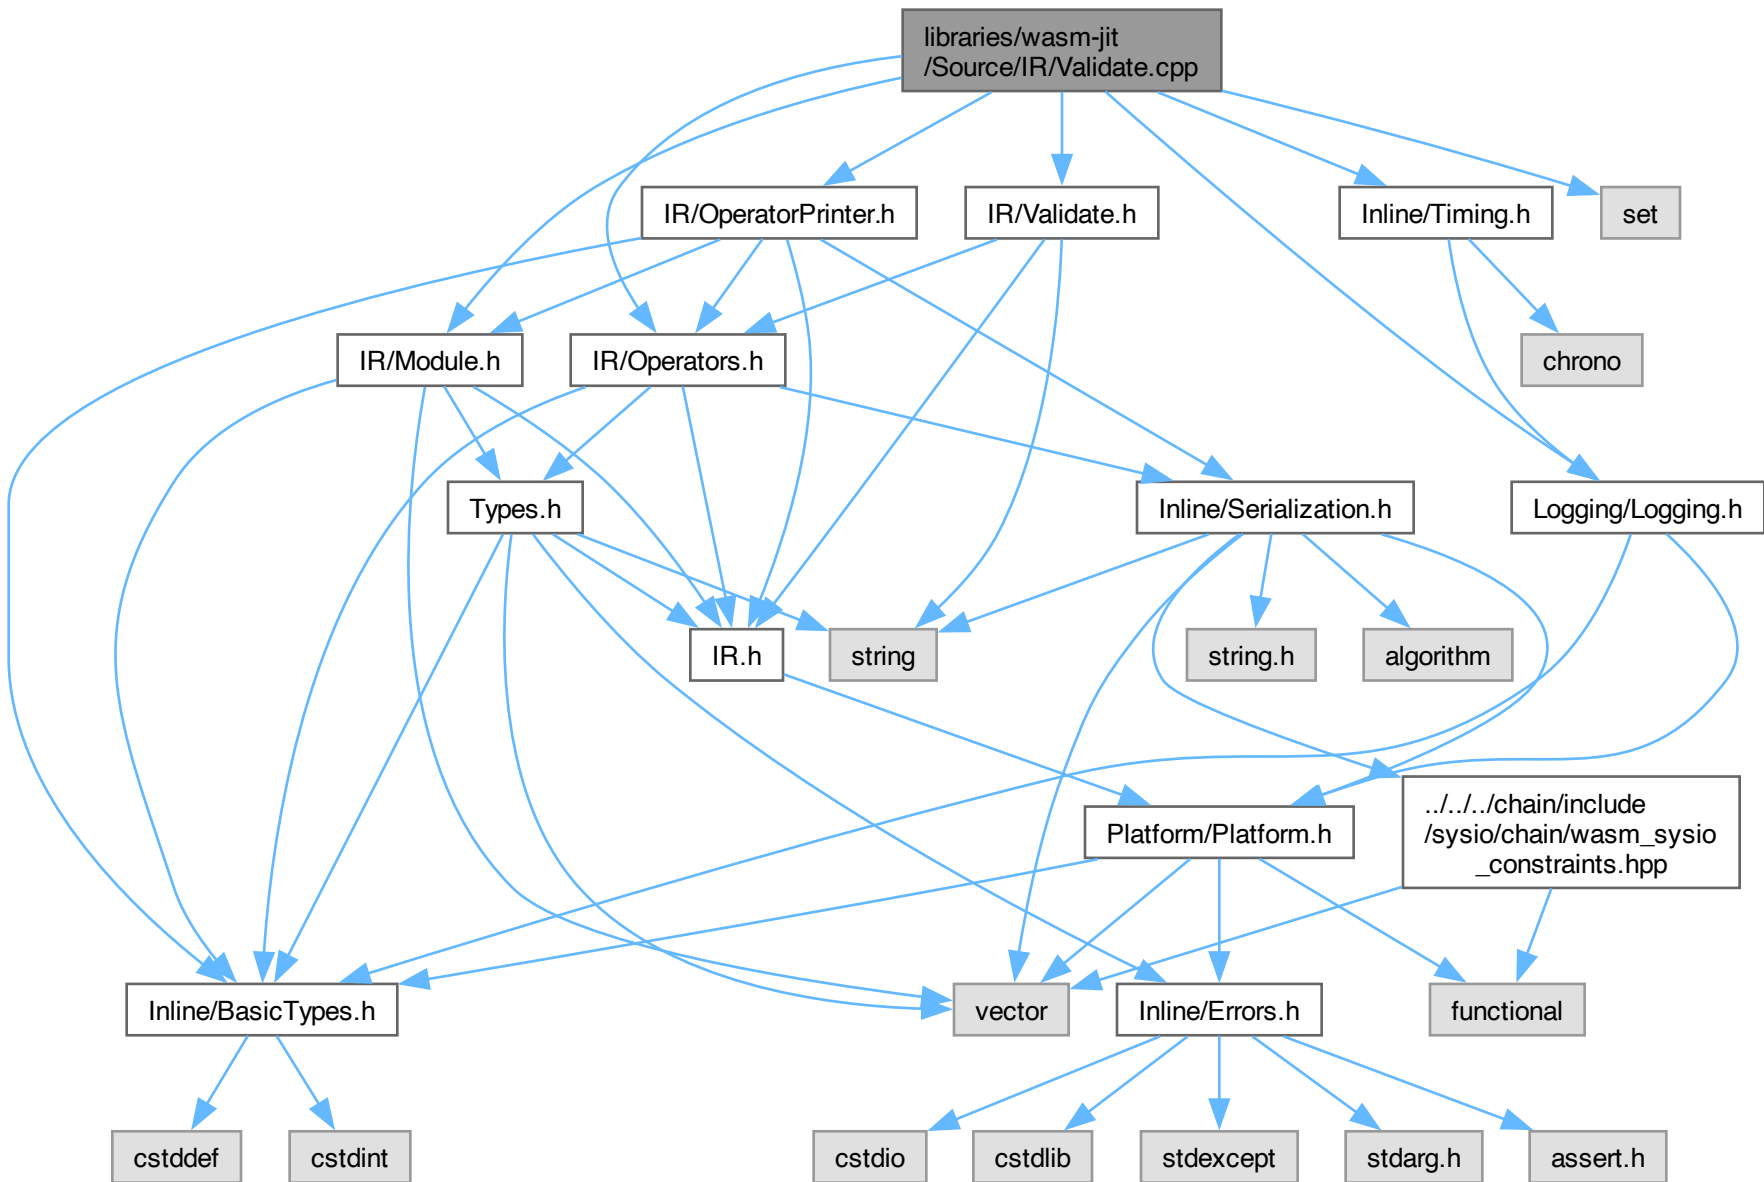 libraries/wasm-jit
/Source/IR/Validate.cpp
IR/OperatorPrinter.h
IR/Validate.h
Inline/Timing.h
set
IR/Module.h
IR/Operators.h
chrono
Types.h
Inline/Serialization.h
Logging/Logging.h
IR.h
string
string.h
algorithm
Platform/Platform.h
../../../chain/include
/sysio/chain/wasm_sysio
_constraints.hpp
Inline/BasicTypes.h
vector
Inline/Errors.h
functional
cstddef
cstdint
cstdio
cstdlib
stdexcept
stdarg.h
assert.h